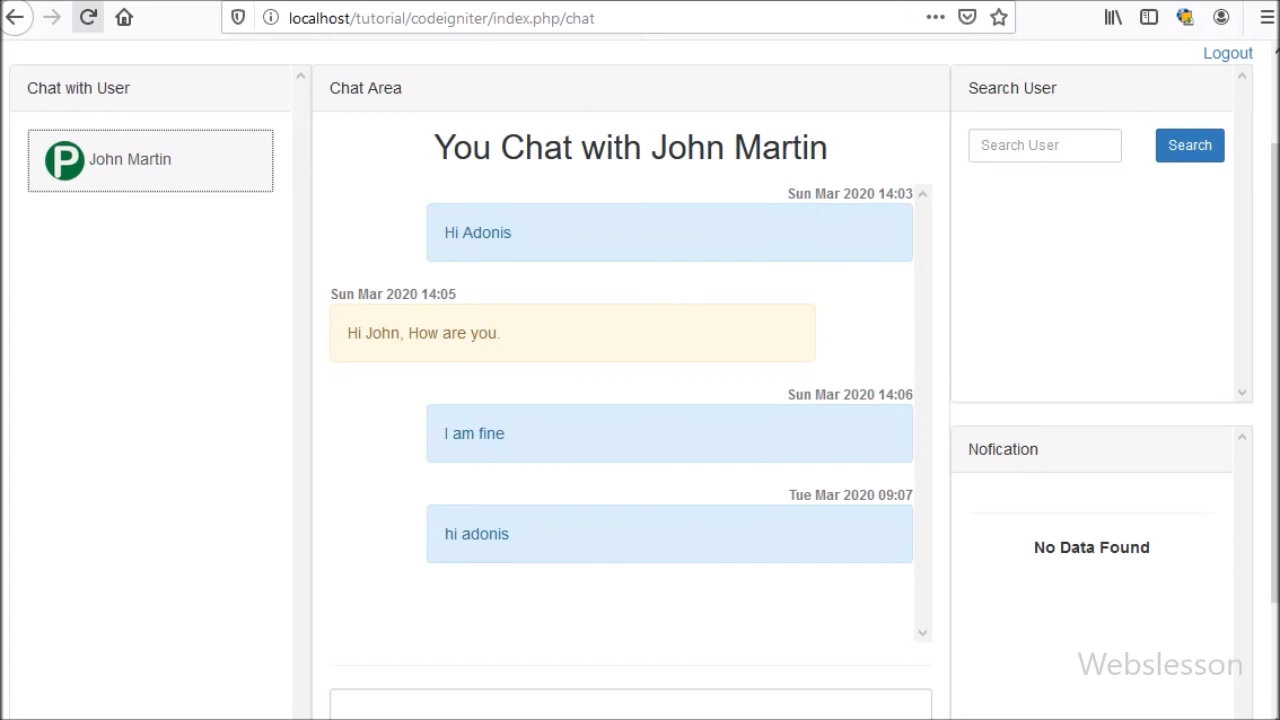 localhost/tutorial/codeigniter/index.php/chat
Logout
Chat with User
P John Martin
Chat Area
You Chat with John Martin
Sun Mar 2020 14:03
Hi Adonis
Sun Mar 2020 14:05
Hi John, How are you.
Sun Mar 2020 14:06
I am fine
Tue Mar 2020 09:07
hi adonis
Search User
Search User
Search
Nofication
No Data Found
Webslesson